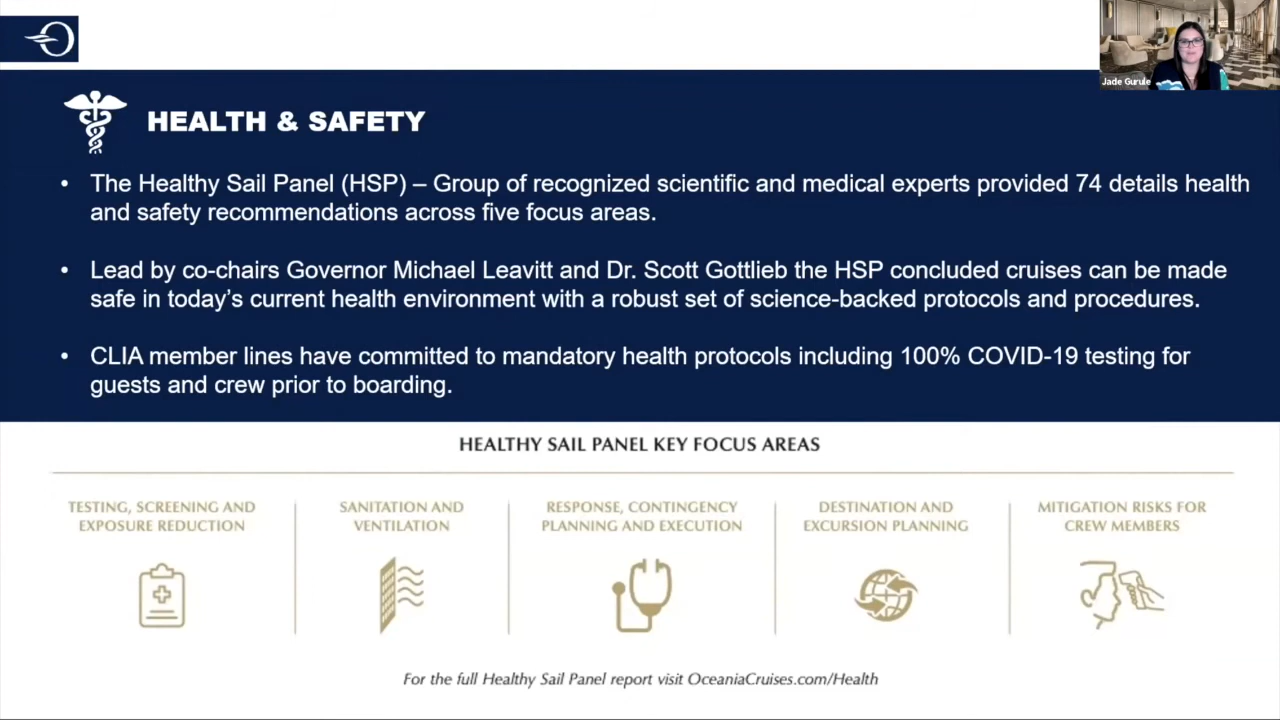 Jade Gurule
HEALTH & SAFETY
• The Healthy Sail Panel (HSP) – Group of recognized scientific and medical experts provided 74 details health
and safety recommendations across five focus areas.
• Lead by co-chairs Governor Michael Leavitt and Dr. Scott Gottlieb the HSP concluded cruises can be made
safe in today's current health environment with a robust set of science-backed protocols and procedures.
• CLIA member lines have committed to mandatory health protocols including 100% COVID-19 testing for
guests and crew prior to boarding.
HEALTHY SAIL PANEL KEY FOCUS AREAS
TESTING, SCREENING AND
EXPOSURE REDUCTION
SANITATION AND
VENTILATION
RESPONSE, CONTINGENCY
PLANNING AND EXECUTION
DESTINATION AND
EXCURSION PLANNING
MITIGATION RISKS FOR
CREW MEMBERS
For the full Healthy Sail Panel report visit OceaniaCruises.com/Health